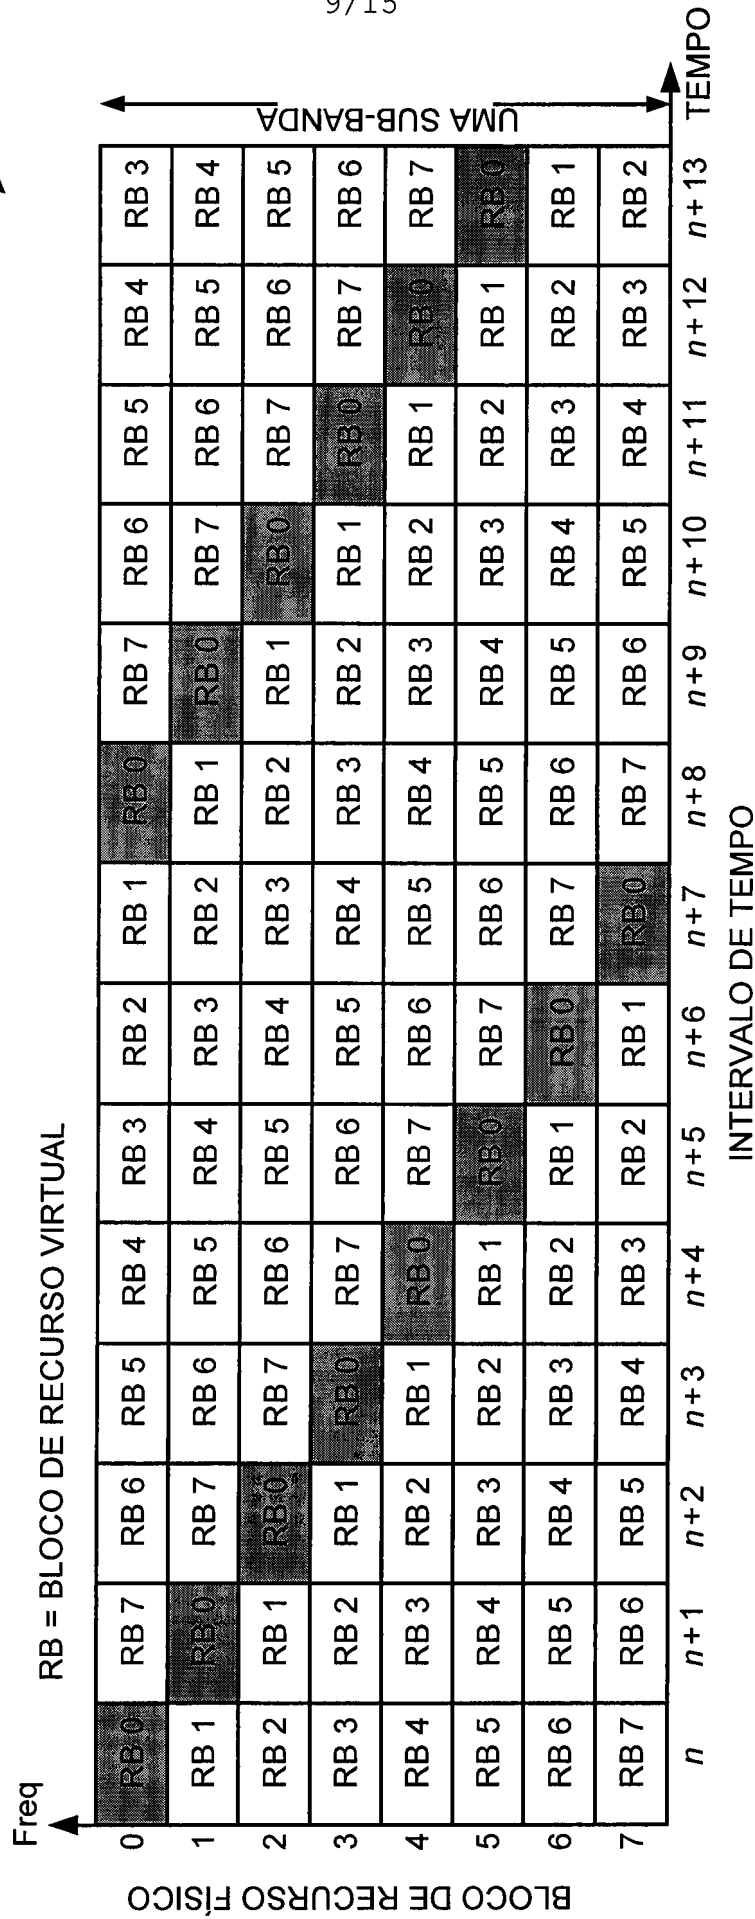 9/15
RB = BLOCO DE RECURSO VIRTUAL
Freq
BLOCO DE RECURSO FÍSICO
0 RB 0 RB 7 RB 6 RB 5 RB 4 RB 3 RB 2 RB 1 RB 0 RB 7 RB 6 RB 5 RB 4 RB 3
1 RB 1 RB 0 RB 7 RB 6 RB 5 RB 4 RB 3 RB 2 RB 1 RB 0 RB 7 RB 6 RB 5 RB 4
2 RB 2 RB 1 RB 0 RB 7 RB 6 RB 5 RB 4 RB 3 RB 2 RB 1 RB 0 RB 7 RB 6 RB 5
3 RB 3 RB 2 RB 1 RB 0 RB 7 RB 6 RB 5 RB 4 RB 3 RB 2 RB 1 RB 0 RB 7 RB 6
4 RB 4 RB 3 RB 2 RB 1 RB 0 RB 7 RB 6 RB 5 RB 4 RB 3 RB 2 RB 1 RB 0 RB 7
5 RB 5 RB 4 RB 3 RB 2 RB 1 RB 0 RB 7 RB 6 RB 5 RB 4 RB 3 RB 2 RB 1 RB 0
6 RB 6 RB 5 RB 4 RB 3 RB 2 RB 1 RB 0 RB 7 RB 6 RB 5 RB 4 RB 3 RB 2 RB 1
7 RB 7 RB 6 RB 5 RB 4 RB 3 RB 2 RB 1 RB 0 RB 7 RB 6 RB 5 RB 4 RB 3 RB 2
UMA SUB-BANDA
n n+1 n+2 n+3 n+4 n+5 n+6 n+7 n+8 n+9 n+10 n+11 n+12 n+13
TEMPO
INTERVALO DE TEMPO